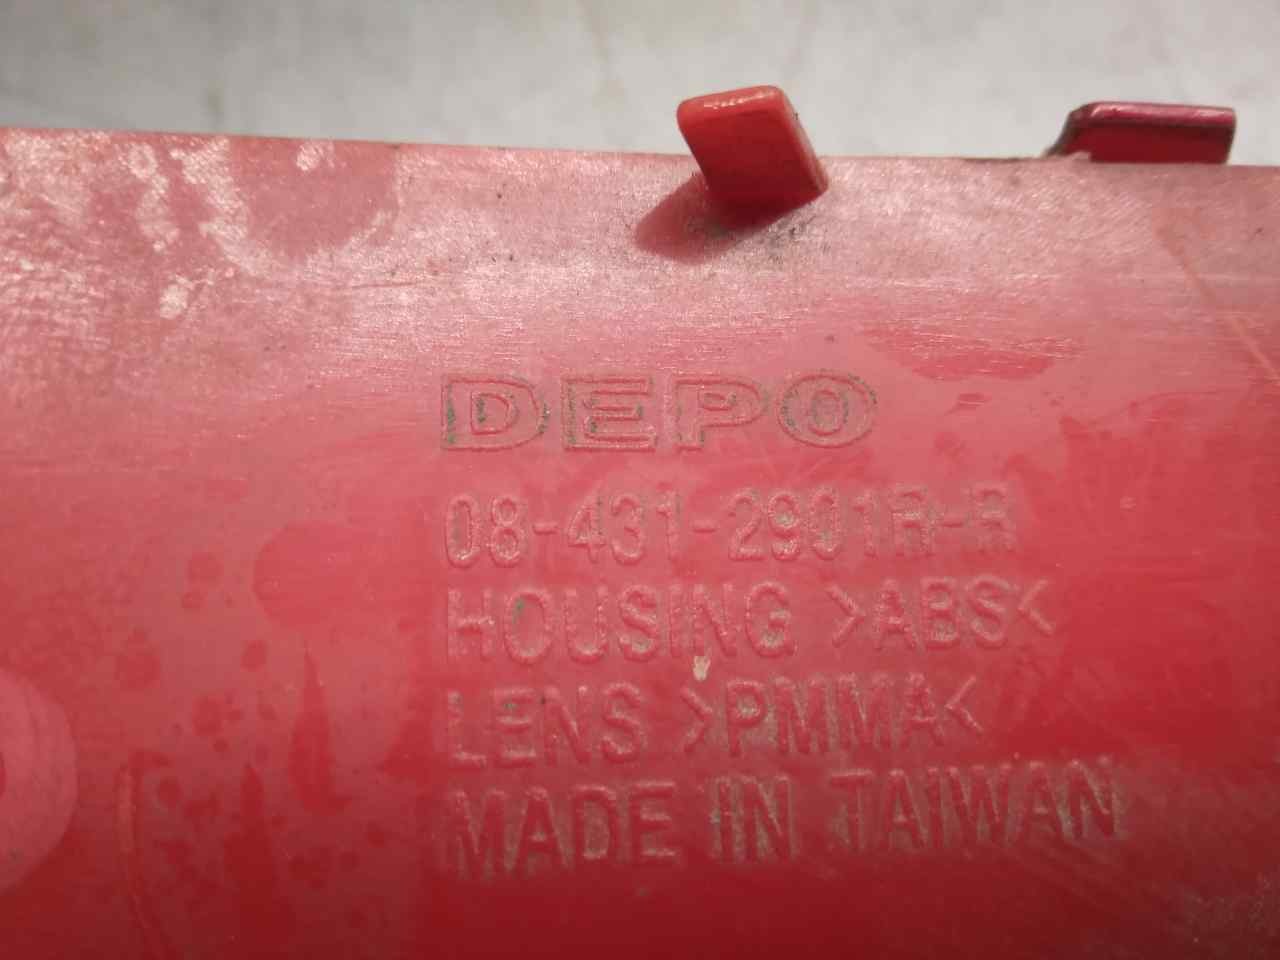 DEPO
08-431-2901R-R
HOUSING >ABS<
LENS >PMMA<
MADE IN TAIWAN